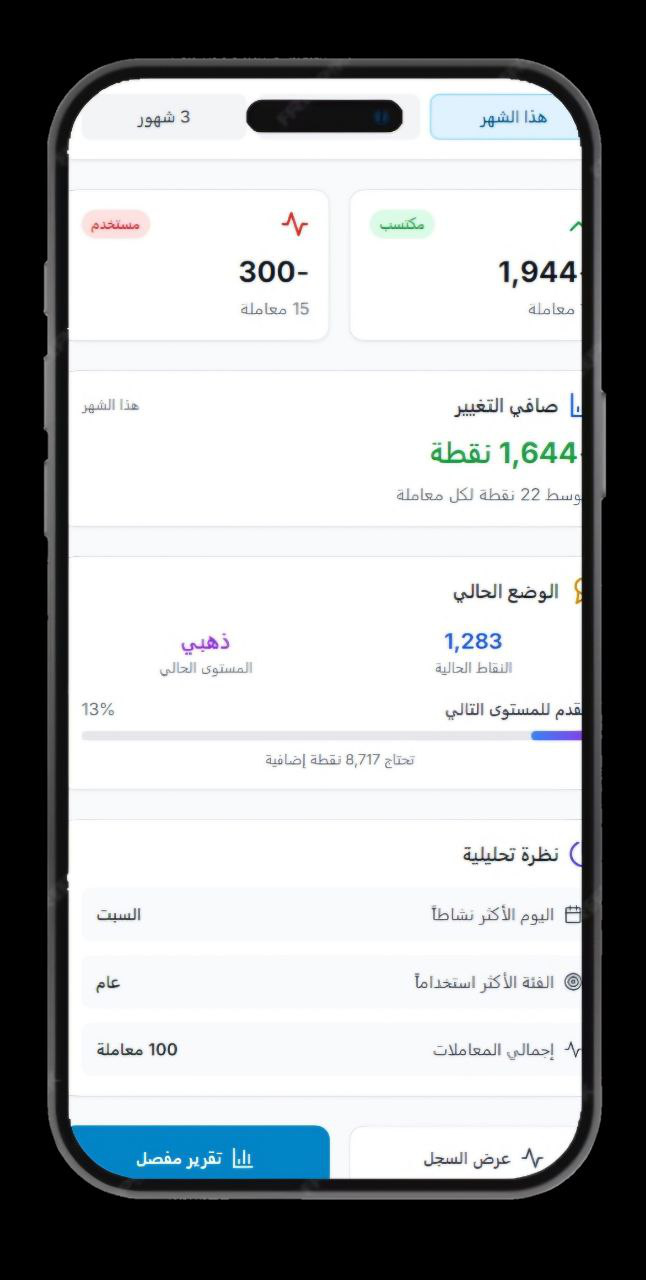 هذا الشهر
3 شهور
مكتسب
1,944
معاملة
مستخدم
-300
15 معاملة
صافي التغيير
هذا الشهر
1,644 نقطة
22 نقطة لكل معاملة
الوضع الحالي
1,283
النقاط الحالية
ذهبي
المستوى الحالي
للمستوى التالي
13%
تحتاج 8,717 نقطة إضافية
نظرة تحليلية
اليوم الأكثر نشاطاً
السبت
الفئة الأكثر استخداماً
عام
إجمالي المعاملات
100 معاملة
عرض السجل
تقرير مفصل